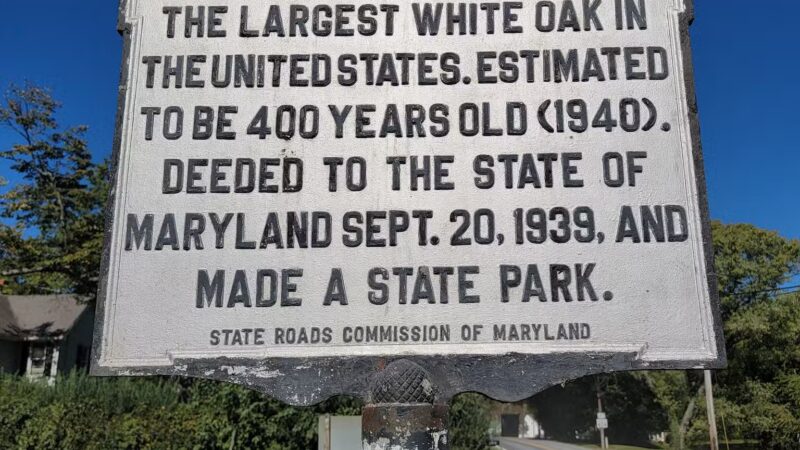 THE LARGEST WHITE OAK IN
THE UNITED STATES. ESTIMATED
TO BE 400 YEARS OLD (1940).
DEEDED TO THE STATE OF
MARYLAND SEPT. 20, 1939, AND
MADE A STATE PARK.
STATE ROADS COMMISSION OF MARYLAND